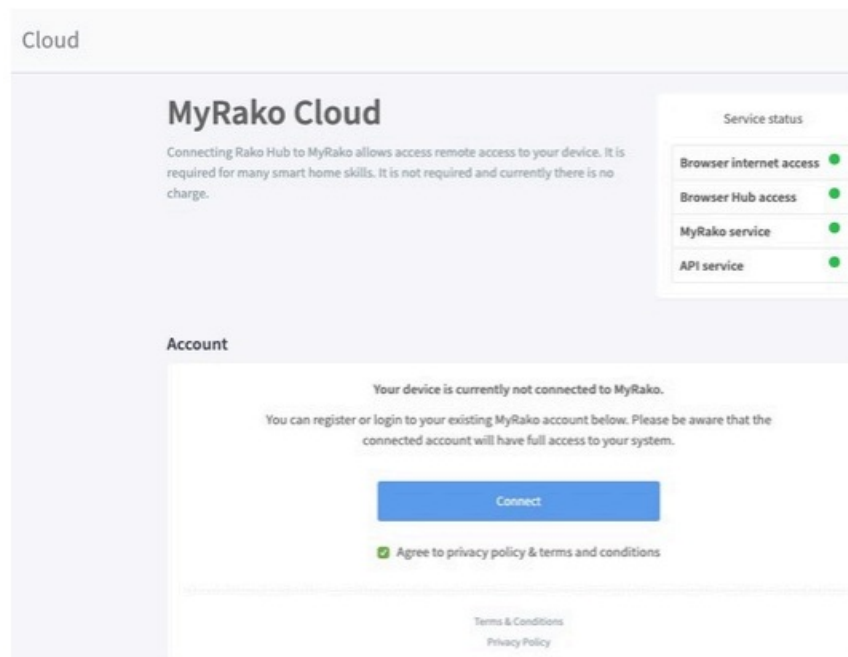 Cloud
MyRako Cloud
Connecting Rako Hub to MyRako allows access remote access to your device. It is
required for many smart home skills. It is not required and currently there is no
charge.
Service status
Browser internet access
Browser Hub access
MyRako service
API service
Account
Your device is currently not connected to MyRako.
You can register or login to your existing MyRako account below. Please be aware that the
connected account will have full access to your system.
Connect
Agree to privacy policy & terms and conditions
Terms & Conditions
Privacy Policy